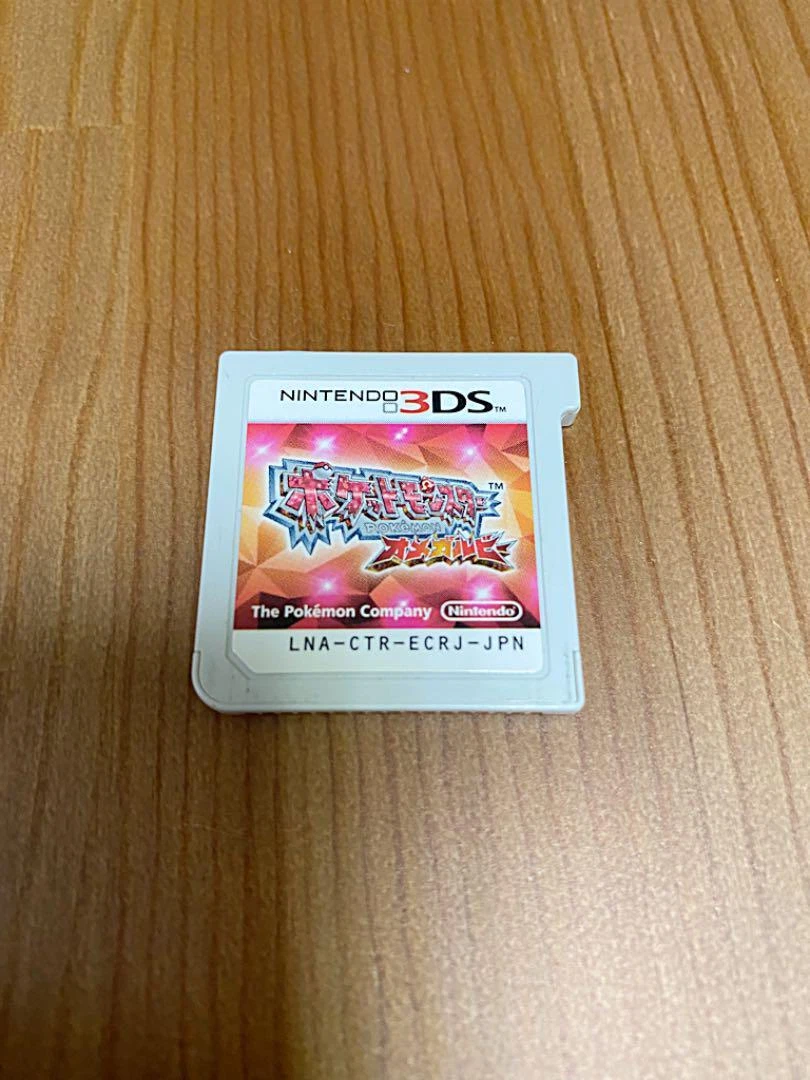 NINTENDO 3DS™
ポケットモンスター™
POKéMON
オメガルビー
The Pokémon Company Nintendo
LNA-CTR-ECRJ-JPN